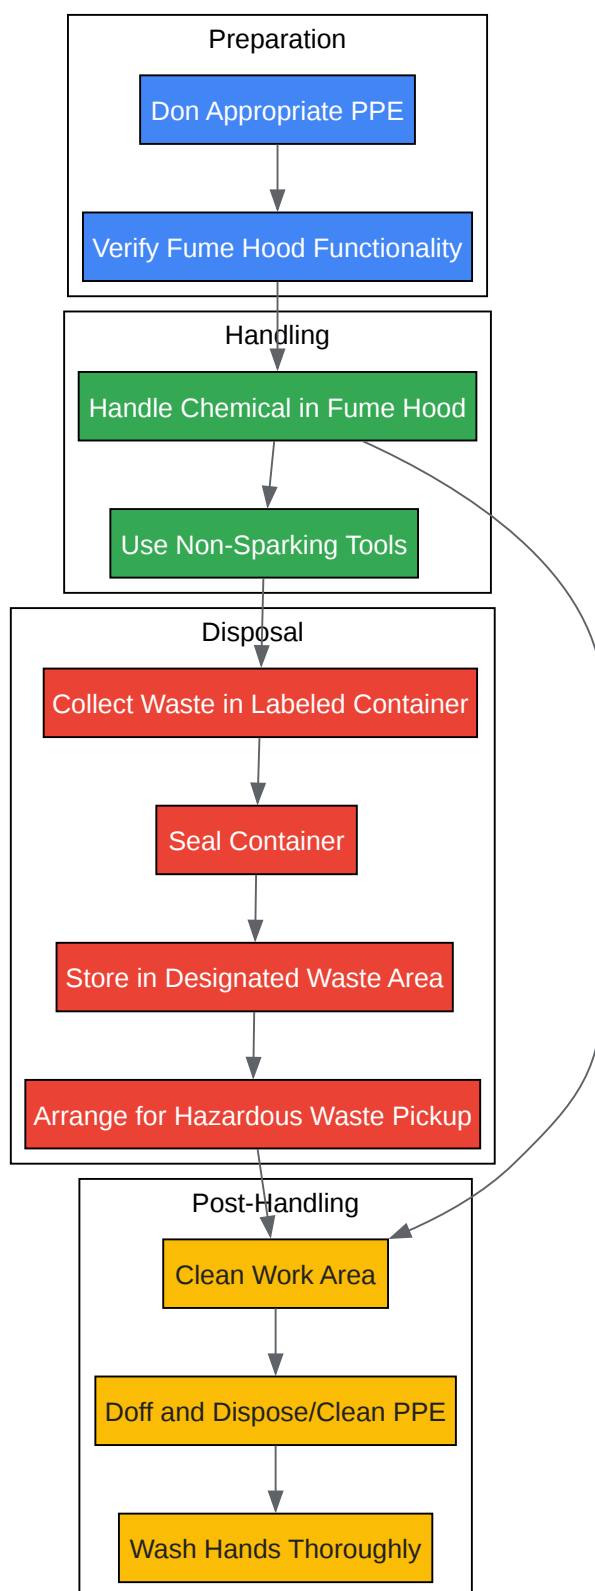 Preparation
Don Appropriate PPE
Verify Fume Hood Functionality
Handling
Handle Chemical in Fume Hood
Use Non-Sparking Tools
Disposal
Collect Waste in Labeled Container
Seal Container
Store in Designated Waste Area
Arrange for Hazardous Waste Pickup
Post-Handling
Clean Work Area
Doff and Dispose/Clean PPE
Wash Hands Thoroughly